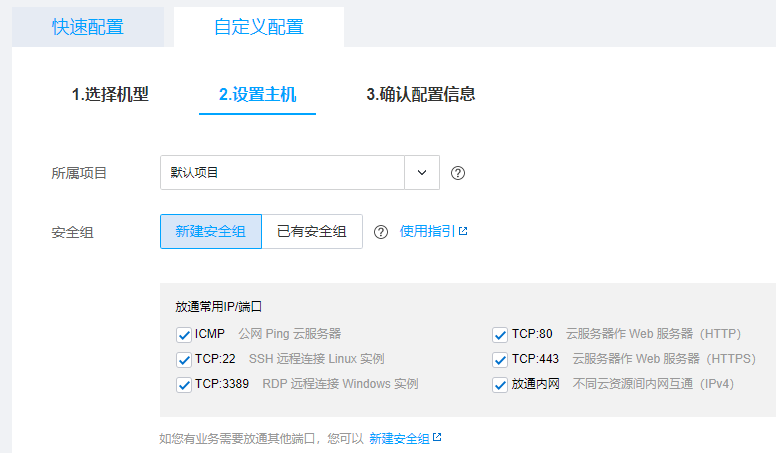 快速配置 自定义配置
1.选择机型 2.设置主机 3.确认配置信息
所属项目 默认项目
安全组 新建安全组 已有安全组 使用指引
放通常用IP/端口
ICMP 公网 Ping 云服务器 TCP:80 云服务器作 Web 服务器（HTTP）
TCP:22 SSH 远程连接 Linux 实例 TCP:443 云服务器作 Web 服务器（HTTPS）
TCP:3389 RDP 远程连接 Windows 实例 放通内网 不同云资源间内网互通（IPv4）
如您有业务需要放通其他端口，您可以 新建安全组